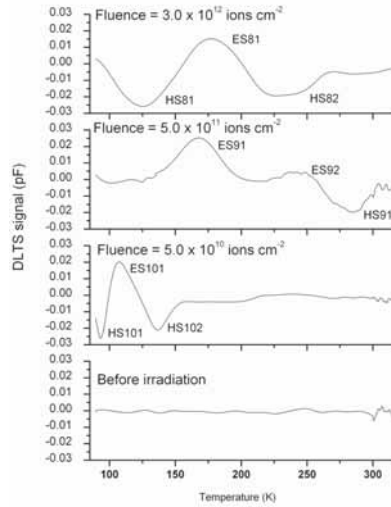 Fluence = 3.0 x 10¹² ions cm⁻²
0.03
0.02
0.01
0.00
-0.01
-0.02
-0.03
ES81
HS81
HS82
Fluence = 5.0 x 10¹¹ ions cm⁻²
0.03
0.02
0.01
0.00
-0.01
-0.02
-0.03
ES91
ES92
HS91
Fluence = 5.0 x 10¹⁰ ions cm⁻²
0.03
0.02
0.01
0.00
-0.01
-0.02
-0.03
ES101
HS101
HS102
Before irradiation
0.03
0.02
0.01
0.00
-0.01
-0.02
-0.03
DLTS signal (pF)
100 150 200 250 300
Temperature (K)